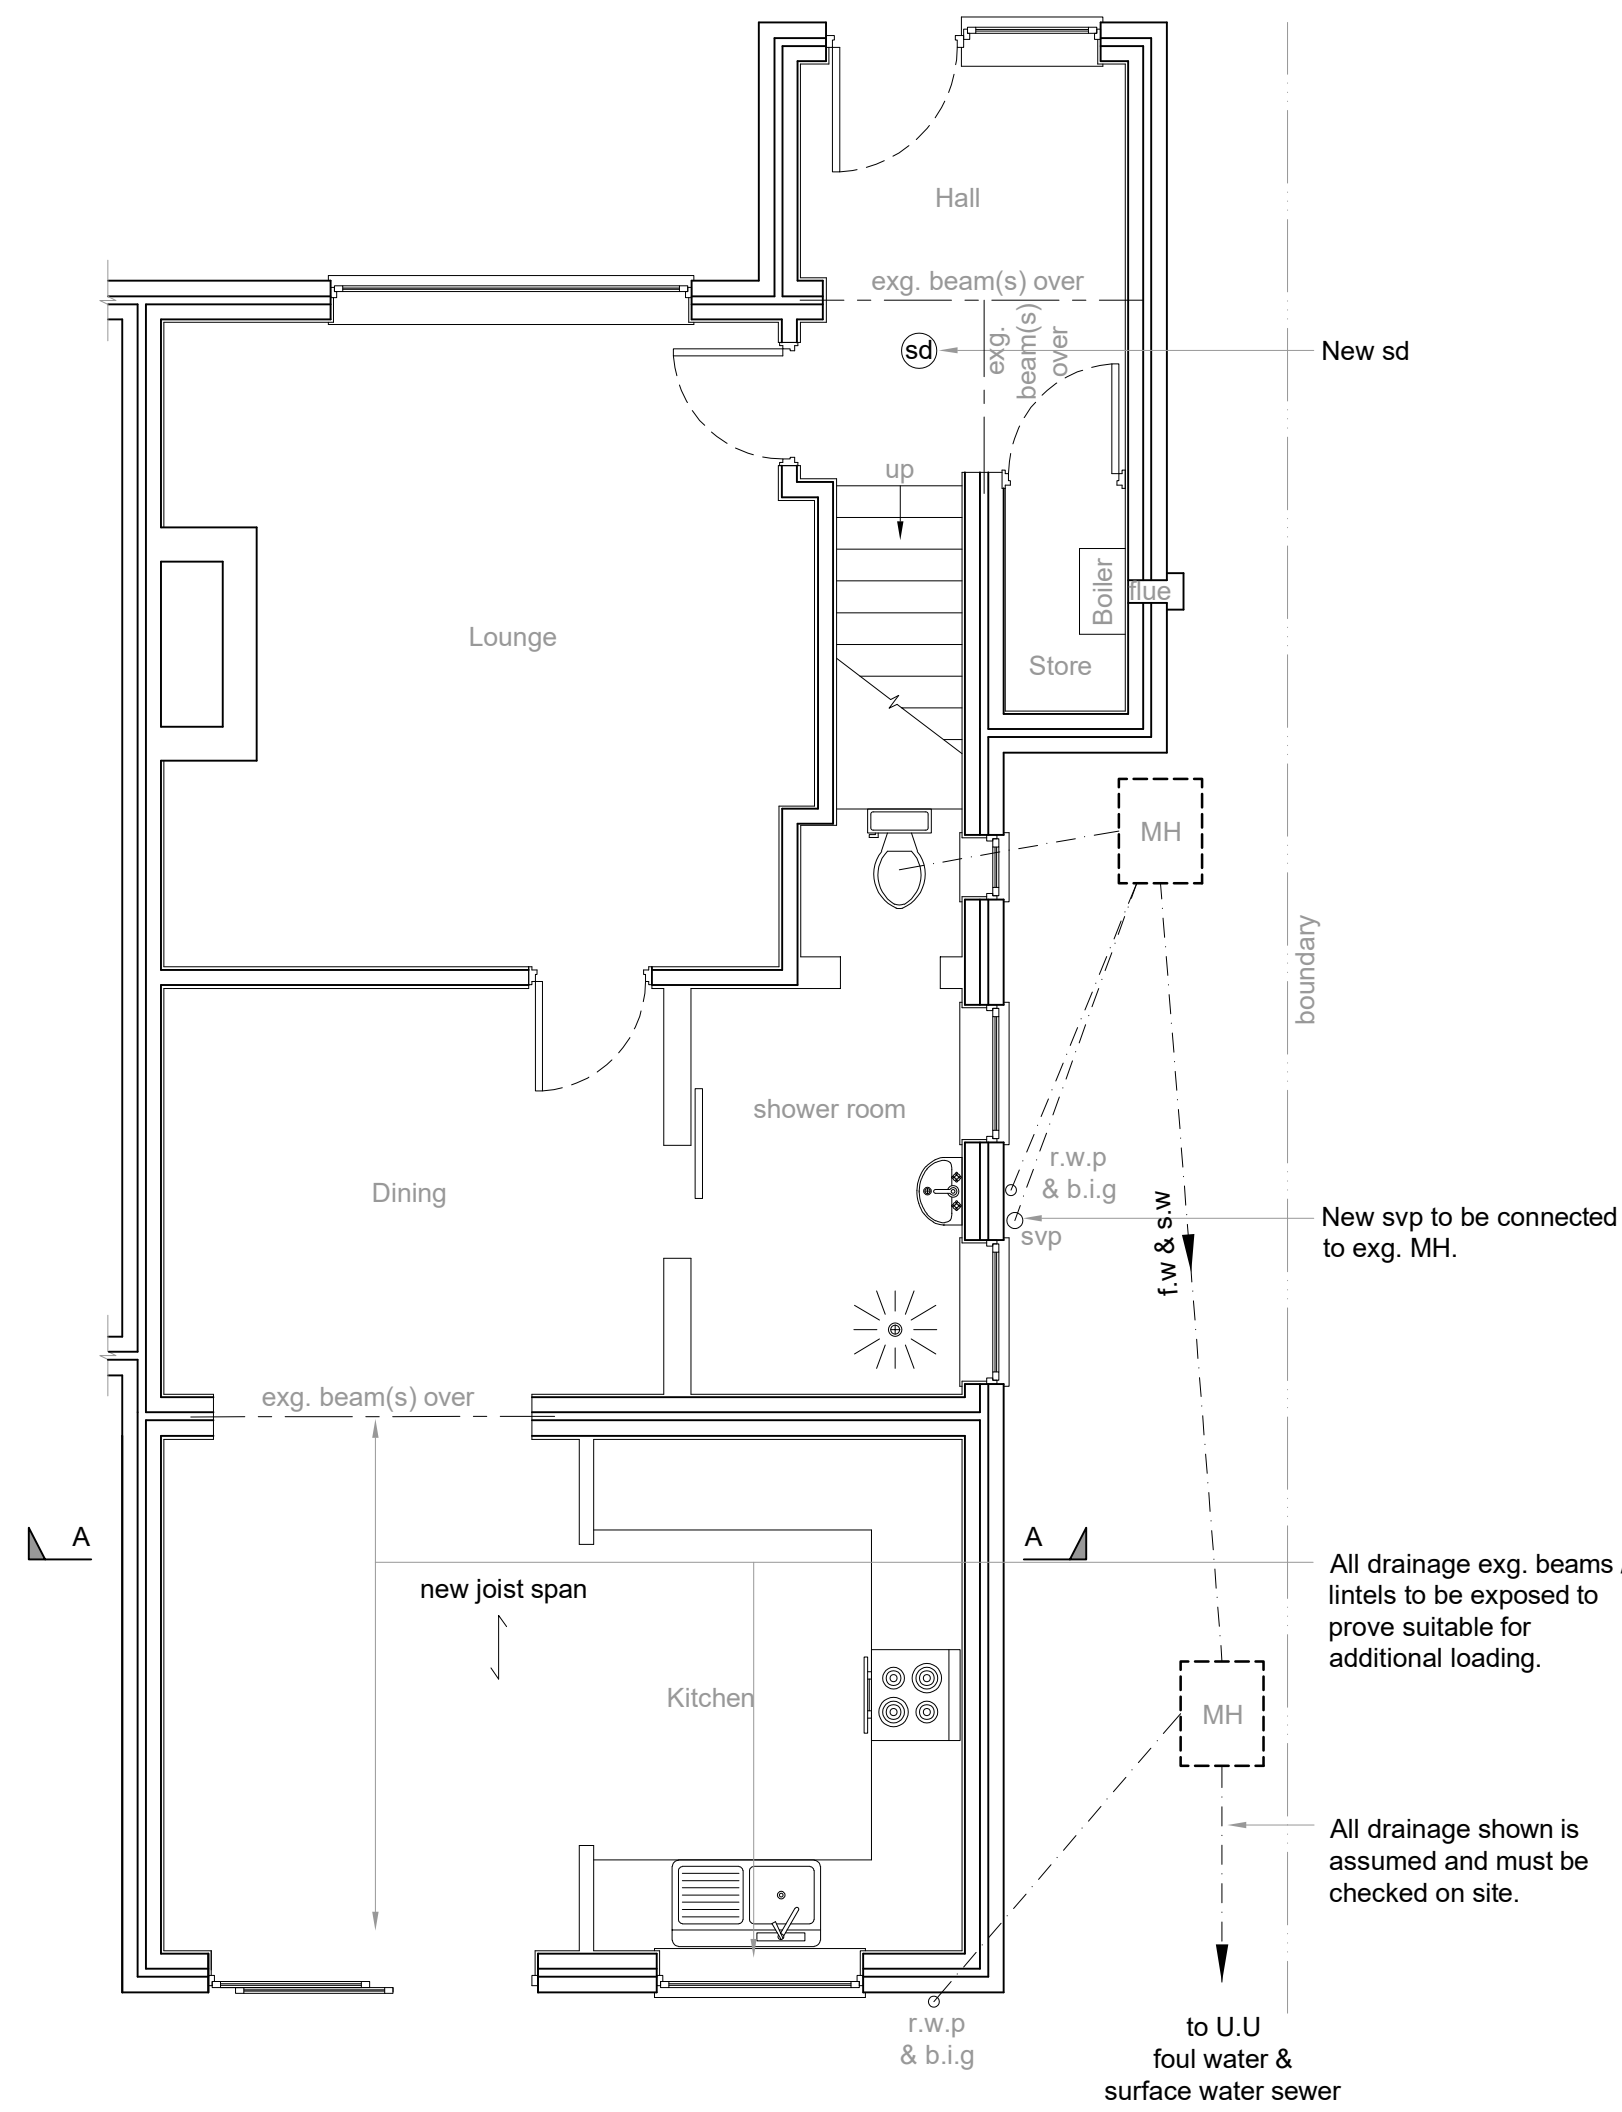 Hall
exg. beam(s) over
exg.
beam(s)
over
sd
New sd
up
Boiler
flue
Lounge
Store
MH
boundary
shower room
r.w.p
& b.i.g
Dining
svp
f.w & s.w
New svp to be connected
to exg. MH.
exg. beam(s) over
A
A
new joist span
All drainage exg. beams /
lintels to be exposed to
prove suitable for
additional loading.
Kitchen
MH
All drainage shown is
assumed and must be
checked on site.
r.w.p
& b.i.g
to U.U
foul water &
surface water sewer